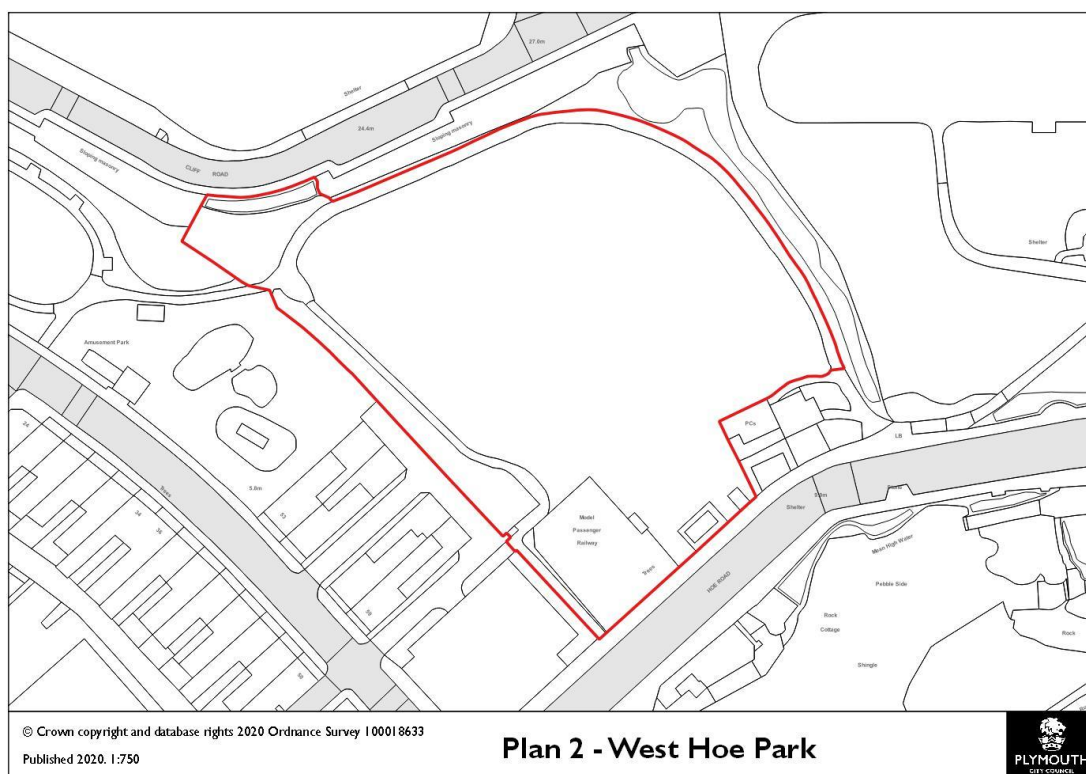 27.0m
Shelter
24.4m
Sloping masonry
Sloping masonry
CLIFF ROAD
Shelter
Amusement Park
PCs
LB
24
5.0m
Shelter
Trees
34
36
53
Model
Passenger
Railway
Trees
HOE ROAD
Mean High Water
Pebble Side
Rock
Cottage
Rock
Shingle
59
58
© Crown copyright and database rights 2020 Ordnance Survey 100018633
Published 2020. 1:750
Plan 2 - West Hoe Park
PLYMOUTH
CITY COUNCIL